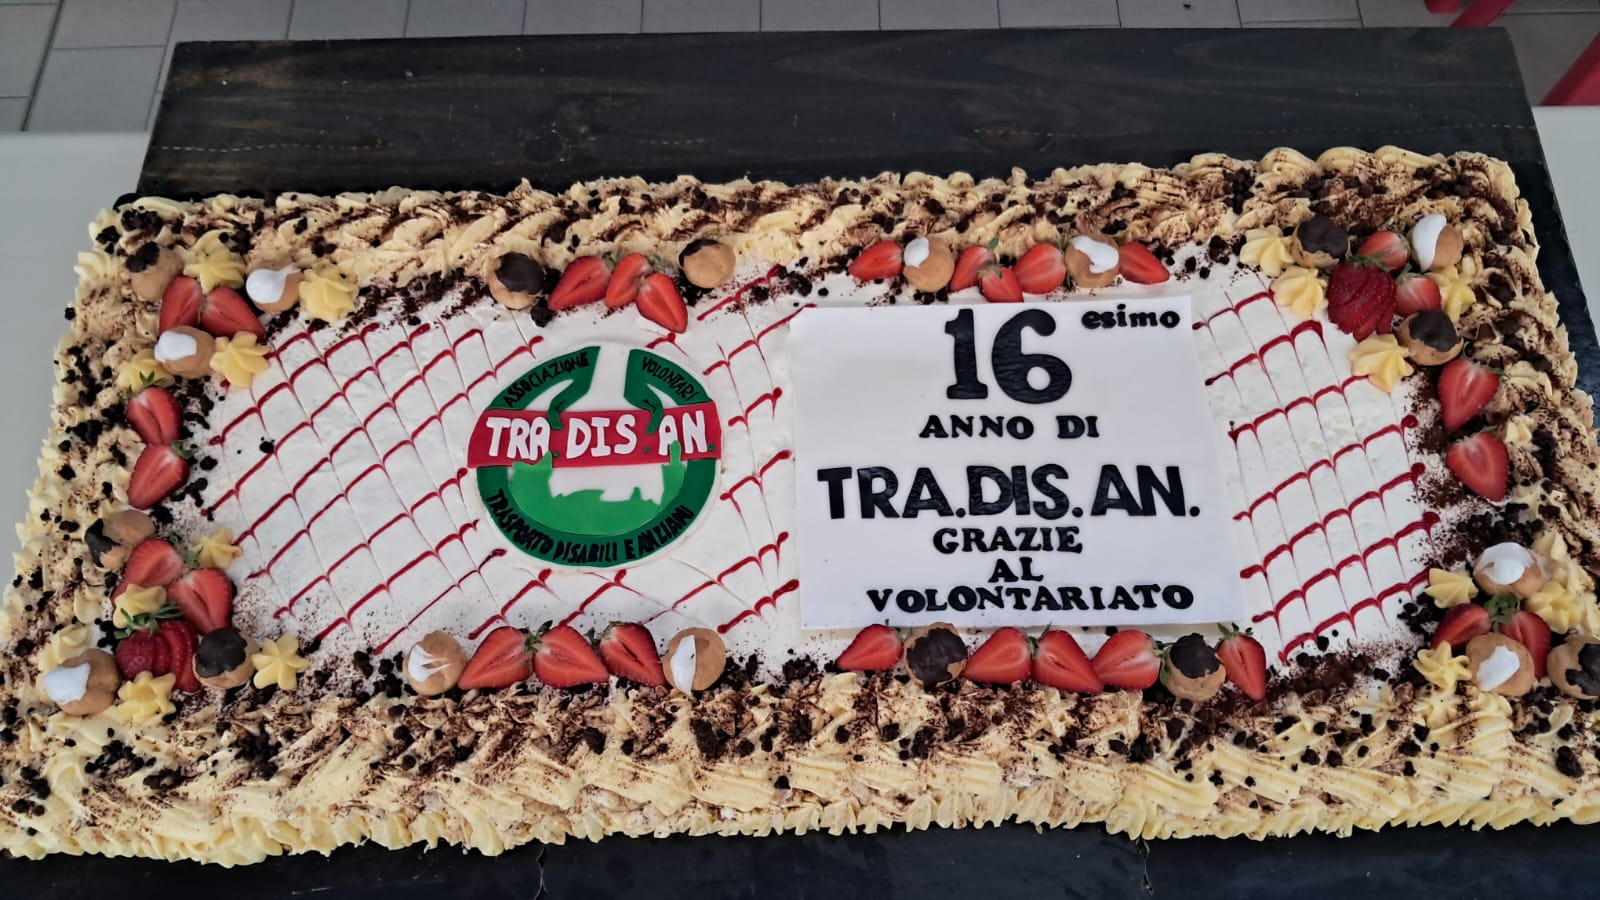 ASSOCIAZIONE VOLONTARI
TRA.DIS.AN.
TRASPORTO DISABILI E ANZIANI
16 esimo
ANNO DI
TRA.DIS.AN.
GRAZIE
AL
VOLONTARIATO